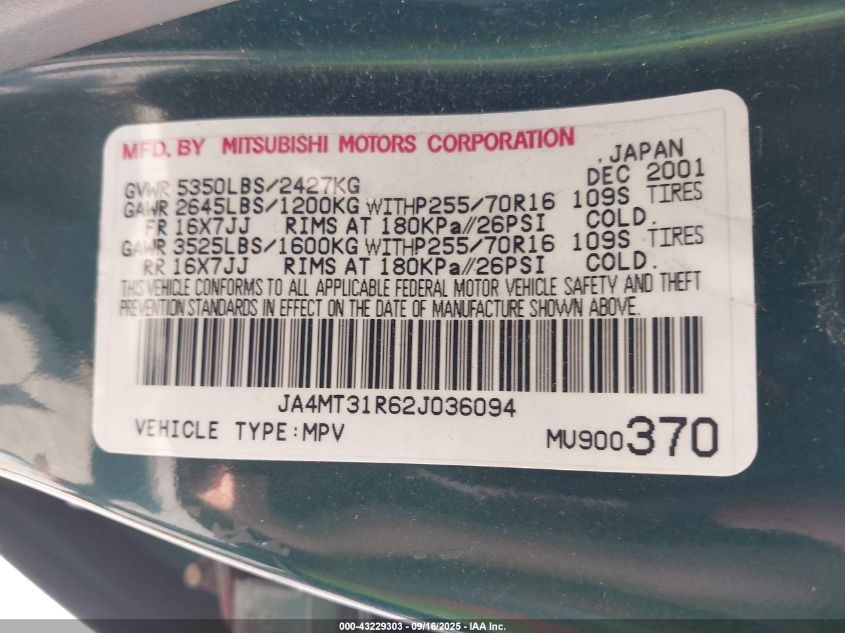 MFD. BY MITSUBISHI MOTORS CORPORATION
, JAPAN
GVWR 5350LBS/2427KG DEC 2001
GAWR 2645LBS/1200KG WITHP255/70R16 109S TIRES
FR 16X7JJ RIMS AT 180KPa//26PSI COLD.
GAWR 3525LBS/1600KG WITHP255/70R16 109S TIRES
RR 16X7JJ RIMS AT 180KPa//26PSI COLD.
THIS VEHICLE CONFORMS TO ALL APPLICABLE FEDERAL MOTOR VEHICLE SAFETY AND THEFT
PREVENTION STANDARDS IN EFFECT ON THE DATE OF MANUFACTURE SHOWN ABOVE.
JA4MT31R62J036094
VEHICLE TYPE:MPV MU900370
000-43229303 - 09/16/2025 - IAA Inc.